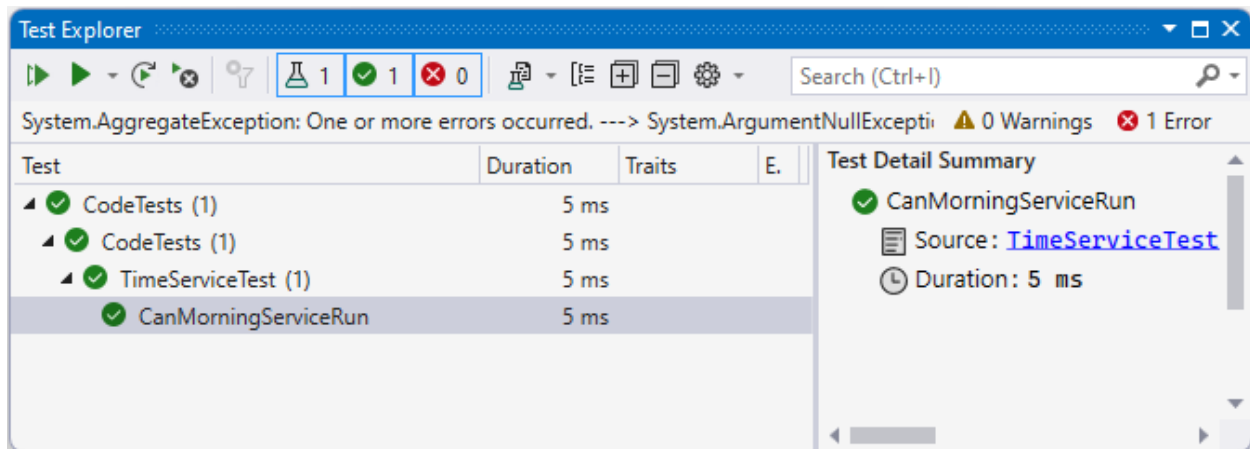 Test Explorer
1 1 0 Search (Ctrl+I)
System.AggregateException: One or more errors occurred. ---> System.ArgumentNullExcepti 0 Warnings 1 Error
Test Duration Traits E.
CodeTests (1) 5 ms
CodeTests (1) 5 ms
TimeServiceTest (1) 5 ms
CanMorningServiceRun 5 ms
Test Detail Summary
CanMorningServiceRun
Source: TimeServiceTest
Duration: 5 ms